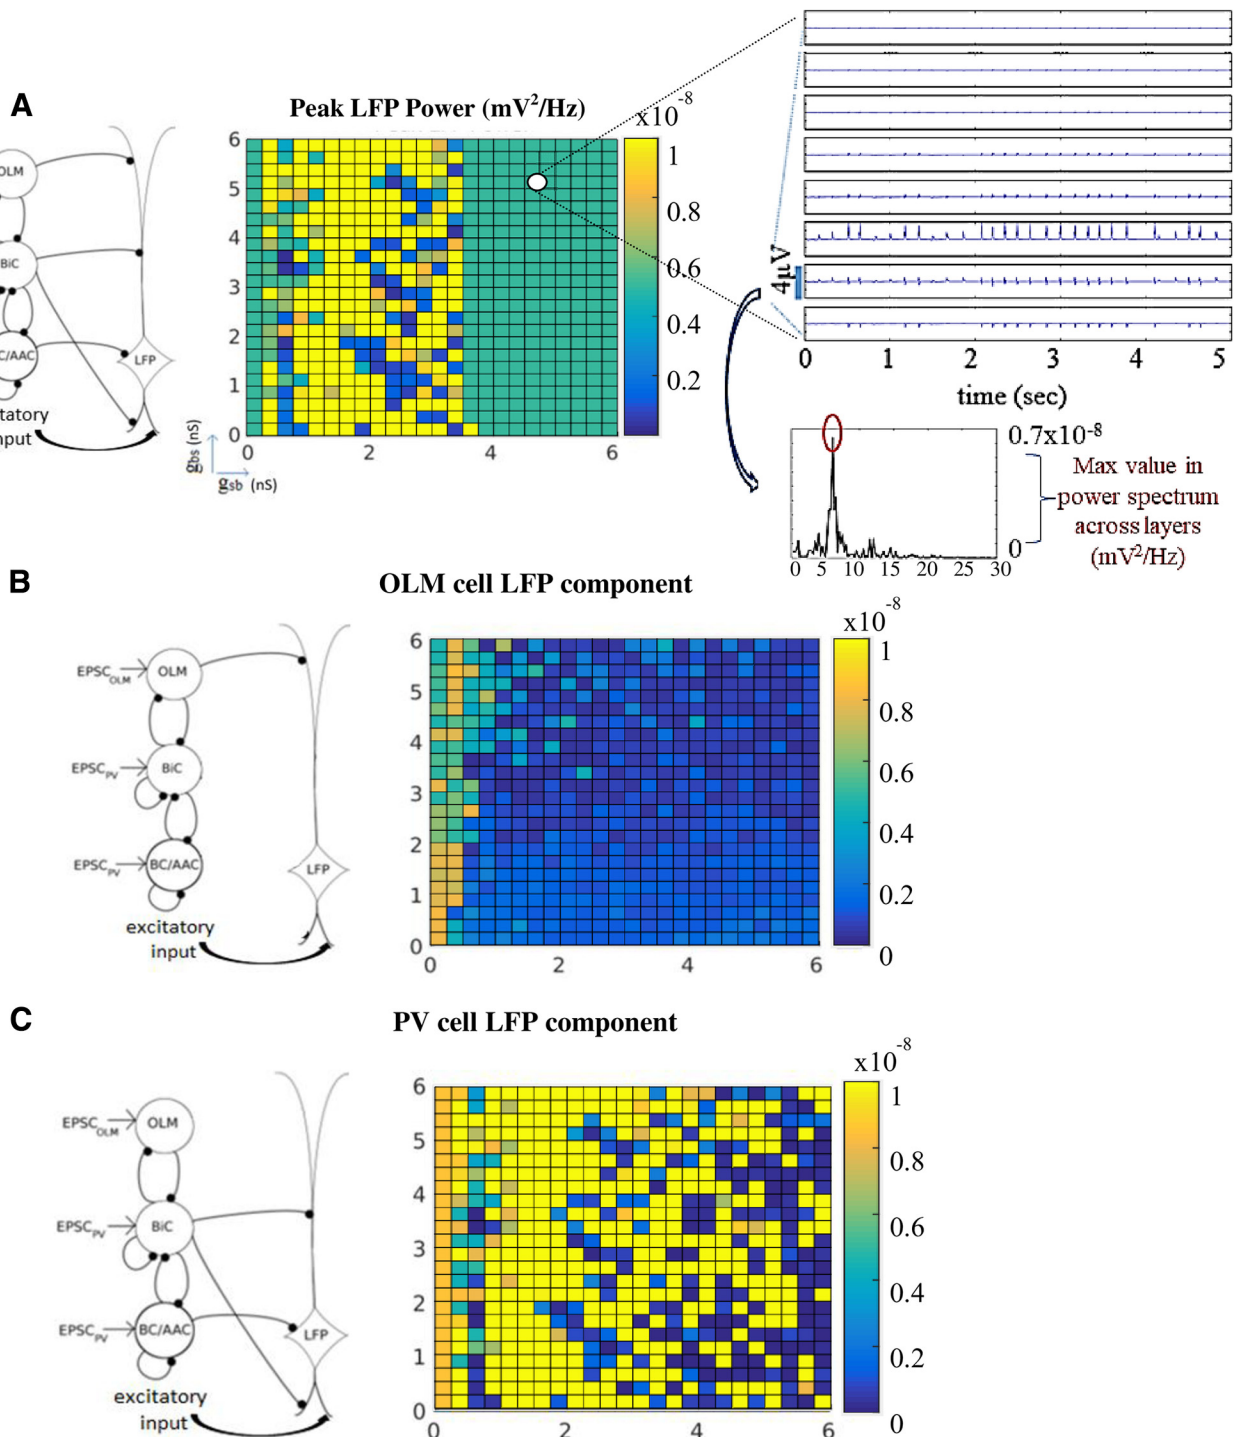 A
Peak LFP Power (mV²/Hz)
x10⁻⁸
OLM
BiC
C/AAC
LFP
tatory
nput
6
5
4
3
2
1
0
0
2
4
6
gbs (nS)
gsb (nS)
1
0.8
0.6
0.4
0.2
4μV
0 1 2 3 4 5
time (sec)
0.7x10⁻⁸
0
0 5 10 15 20 25 30
Max value in
power spectrum
across layers
(mV²/Hz)
B
OLM cell LFP component
x10⁻⁸
EPSC_OLM
OLM
EPSC_PV
BiC
EPSC_PV
BC/AAC
LFP
excitatory
input
6
5
4
3
2
1
0
0 2 4 6
1
0.8
0.6
0.4
0.2
0
C
PV cell LFP component
x10⁻⁸
EPSC_OLM
OLM
EPSC_PV
BiC
EPSC_PV
BC/AAC
LFP
excitatory
input
6
5
4
3
2
1
0
0 2 4 6
1
0.8
0.6
0.4
0.2
0